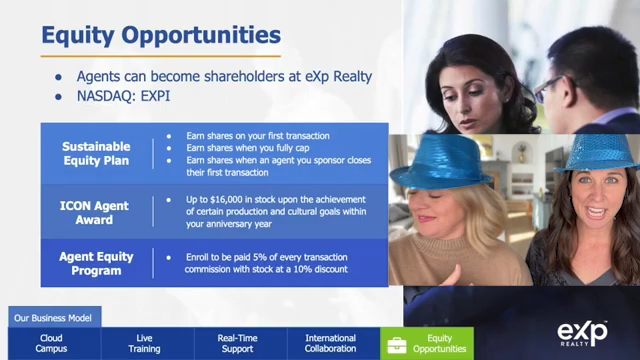 Equity Opportunities
● Agents can become shareholders at eXp Realty
● NASDAQ: EXPI
Sustainable
Equity Plan
● Earn shares on your first transaction
● Earn shares when you fully cap
● Earn shares when an agent you sponsor closes
their first transaction
ICON Agent
Award
● Up to $16,000 in stock upon the achievement
of certain production and cultural goals within
your anniversary year
Agent Equity
Program
● Enroll to be paid 5% of every transaction
commission with stock at a 10% discount
Our Business Model
Cloud
Campus
Live
Training
Real-Time
Support
International
Collaboration
Equity
Opportunities
eXp
REALTY